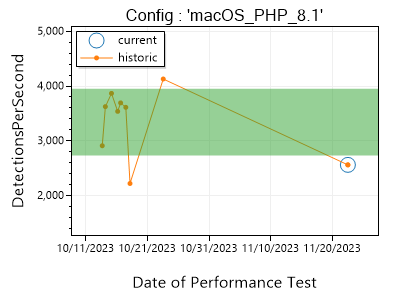 Config : 'macOS_PHP_8.1'
current
historic
DetectionsPerSecond
5,000
4,000
3,000
2,000
10/11/2023 10/21/2023 10/31/2023 11/10/2023 11/20/2023
Date of Performance Test